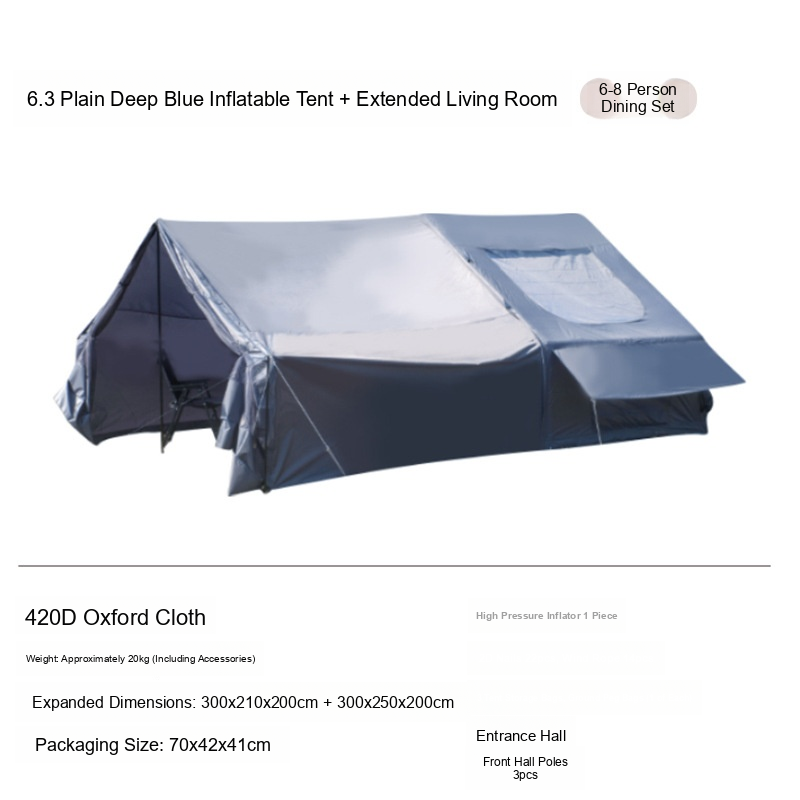 6.3 Plain Deep Blue Inflatable Tent + Extended Living Room
6-8 Person
Dining Set
420D Oxford Cloth
High Pressure Inflator 1 Piece
Weight: Approximately 20kg (Including Accessories)
Expanded Dimensions: 300x210x200cm + 300x250x200cm
Packaging Size: 70x42x41cm
Entrance Hall
Front Hall Poles
3pcs